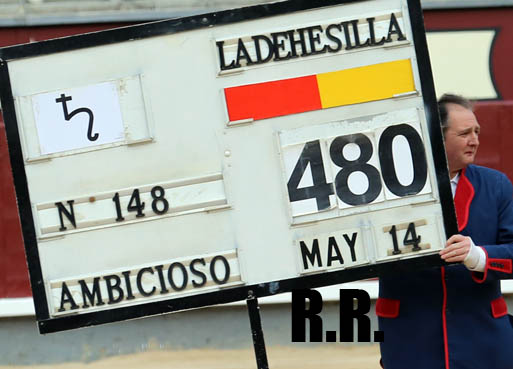 LADEHESILLA
480
N 148
MAY 14
AMBICIOSO
R.R.